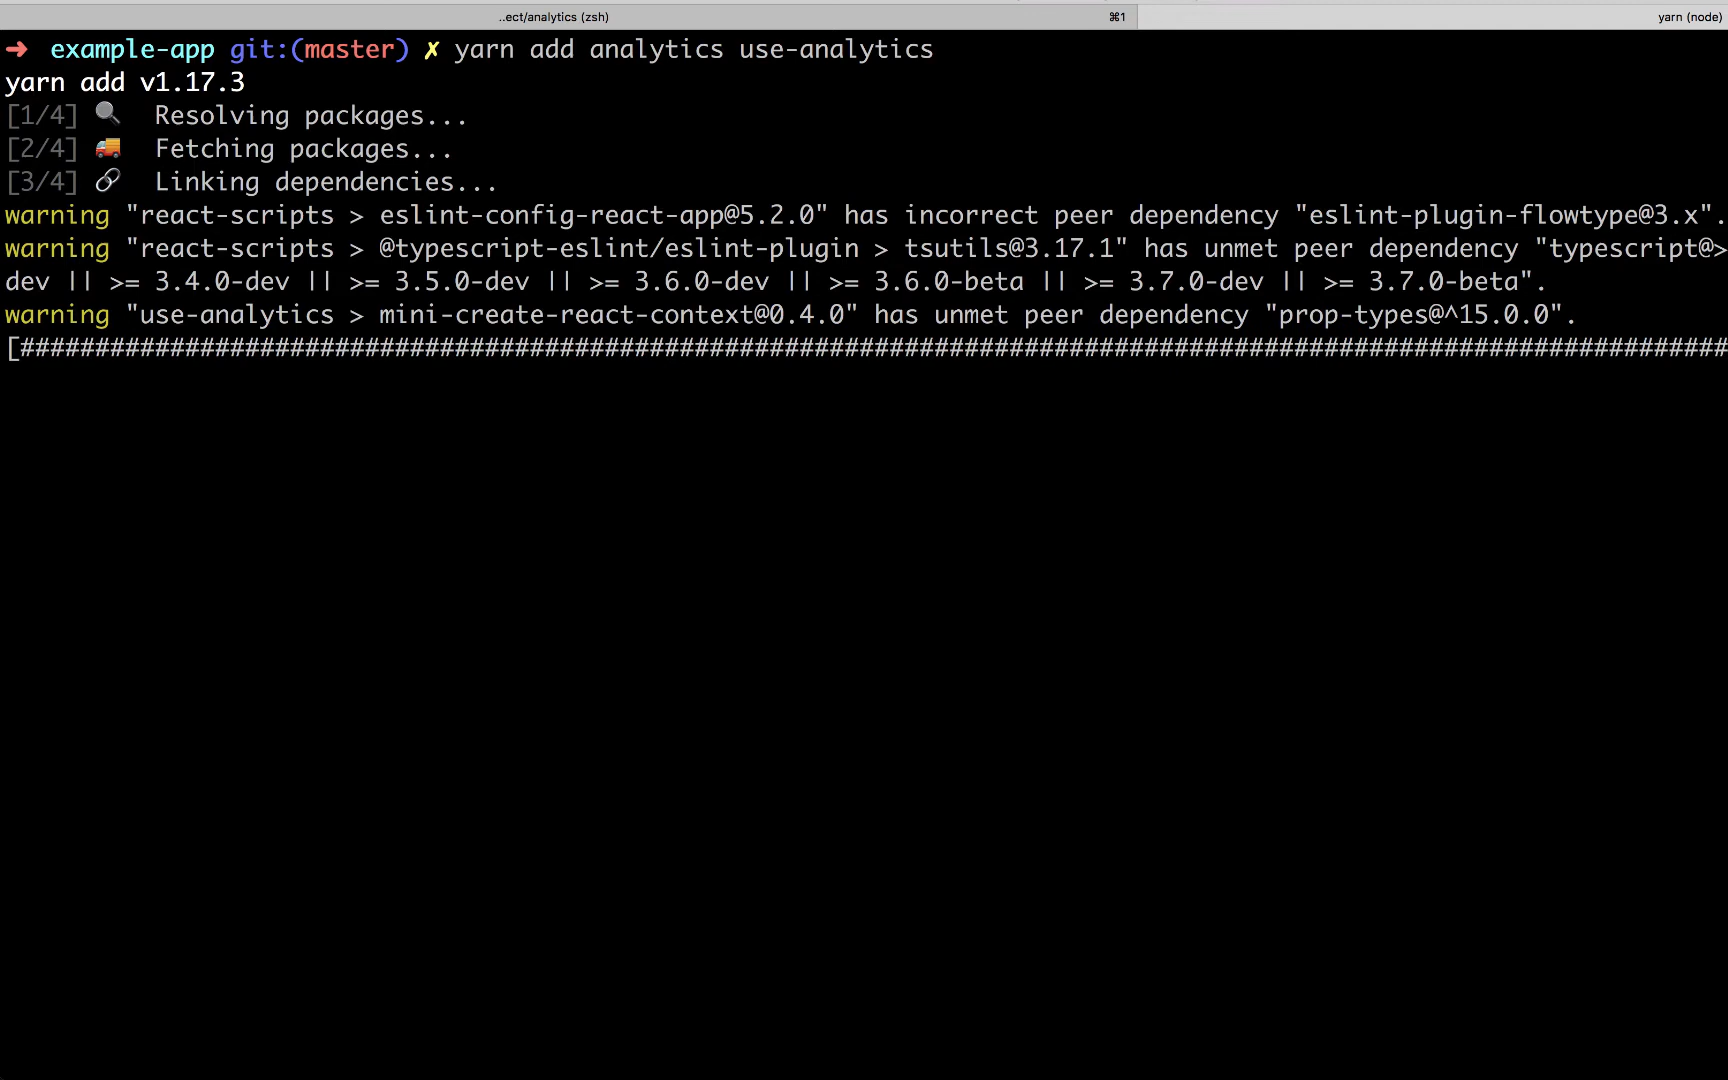 ..ect/analytics (zsh) ⌘1 yarn (node)
➜ example-app git:(master) ✗ yarn add analytics use-analytics
yarn add v1.17.3
[1/4] 🔍 Resolving packages...
[2/4] 🚚 Fetching packages...
[3/4] 🔗 Linking dependencies...
warning "react-scripts > eslint-config-react-app@5.2.0" has incorrect peer dependency "eslint-plugin-flowtype@3.x".
warning "react-scripts > @typescript-eslint/eslint-plugin > tsutils@3.17.1" has unmet peer dependency "typescript@>
dev || >= 3.4.0-dev || >= 3.5.0-dev || >= 3.6.0-dev || >= 3.6.0-beta || >= 3.7.0-dev || >= 3.7.0-beta".
warning "use-analytics > mini-create-react-context@0.4.0" has unmet peer dependency "prop-types@^15.0.0".
[##################################################################################################################